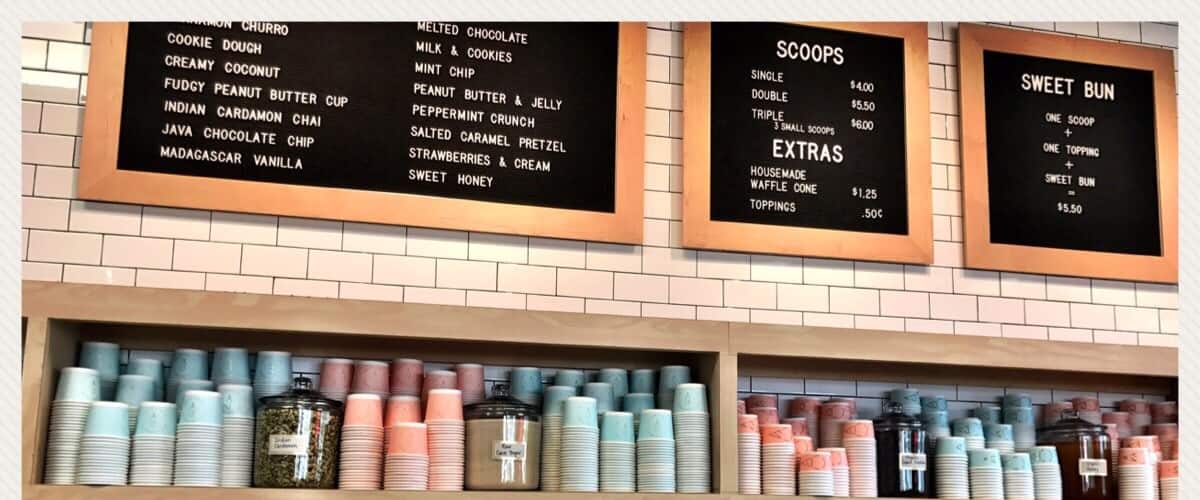 CHURRO
COOKIE DOUGH
CREAMY COCONUT
FUDGY PEANUT BUTTER CUP
INDIAN CARDAMOM CHAI
JAVA CHOCOLATE CHIP
MADAGASCAR VANILLA
MELTED CHOCOLATE
MILK & COOKIES
MINT CHIP
PEANUT BUTTER & JELLY
PEPPERMINT CRUNCH
SALTED CARAMEL PRETZEL
STRAWBERRIES & CREAM
SWEET HONEY
SCOOPS
SINGLE $4.00
DOUBLE $5.50
TRIPLE $6.00
3 SMALL SCOOPS
EXTRAS
HOUSEMADE
WAFFLE CONE $1.25
TOPPINGS .50¢
SWEET BUN
ONE SCOOP
+
ONE TOPPING
+
SWEET BUN
=
$5.50
Indian
Cardamom